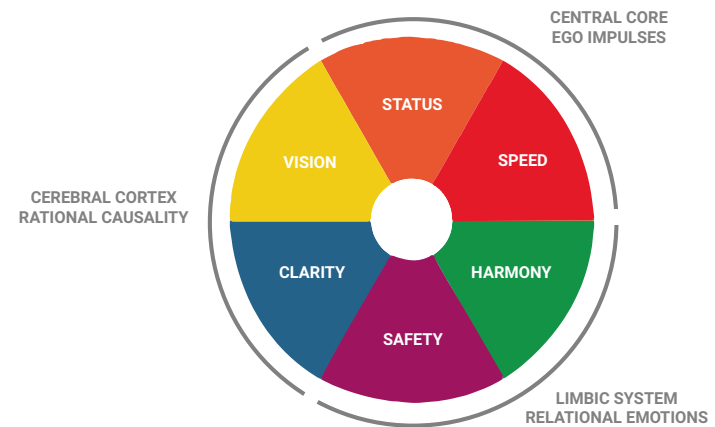 CENTRAL CORE
EGO IMPULSES
STATUS
VISION
SPEED
CEREBRAL CORTEX
RATIONAL CAUSALITY
CLARITY
HARMONY
SAFETY
LIMBIC SYSTEM
RELATIONAL EMOTIONS